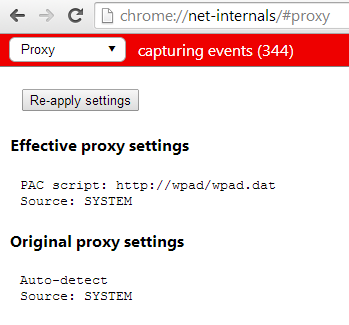 chrome://net-internals/#proxy
Proxy
capturing events (344)
Re-apply settings
Effective proxy settings
PAC script: http://wpad/wpad.dat
Source: SYSTEM
Original proxy settings
Auto-detect
Source: SYSTEM